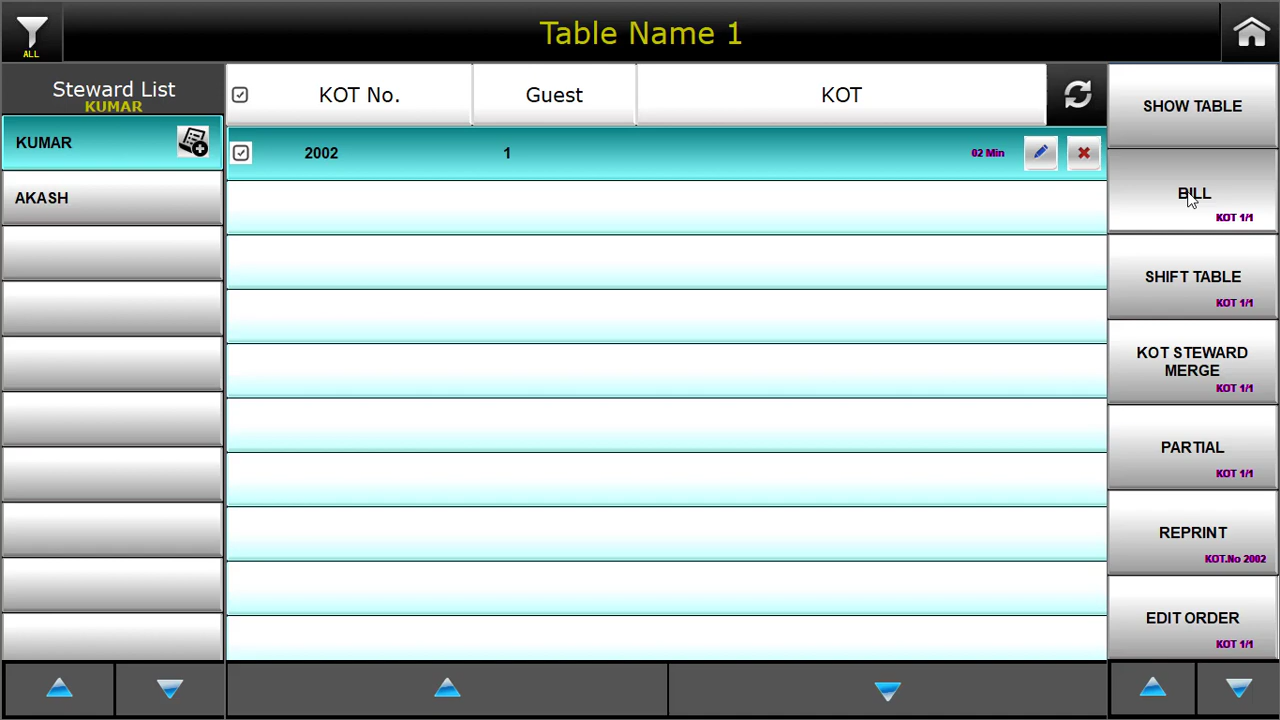 Table Name 1
ALL
Steward List
KUMAR
KOT No.
Guest
KOT
KUMAR
AKASH
2002
1
02 Min
SHOW TABLE
BILL
KOT 1/1
SHIFT TABLE
KOT 1/1
KOT STEWARD
MERGE
KOT 1/1
PARTIAL
KOT 1/1
REPRINT
KOT.No 2002
EDIT ORDER
KOT 1/1